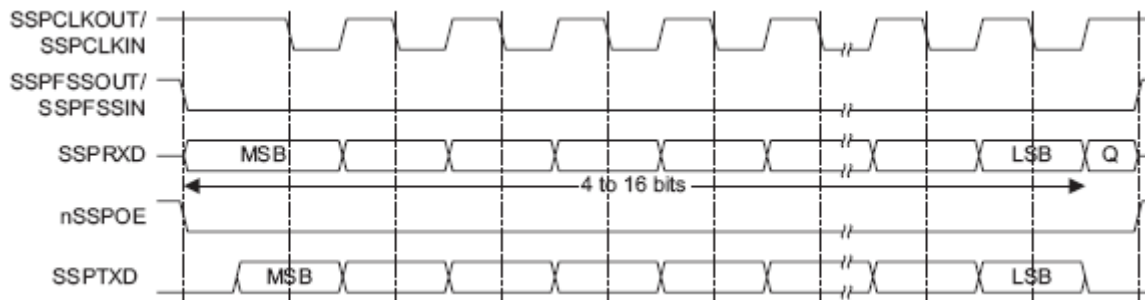 SSPCLKOUT/
SSPCLKIN
SSPFSSOUT/
SSPFSSIN
SSPRXD MSB LSB Q
4 to 16 bits
nSSPOE
SSPTXD MSB LSB